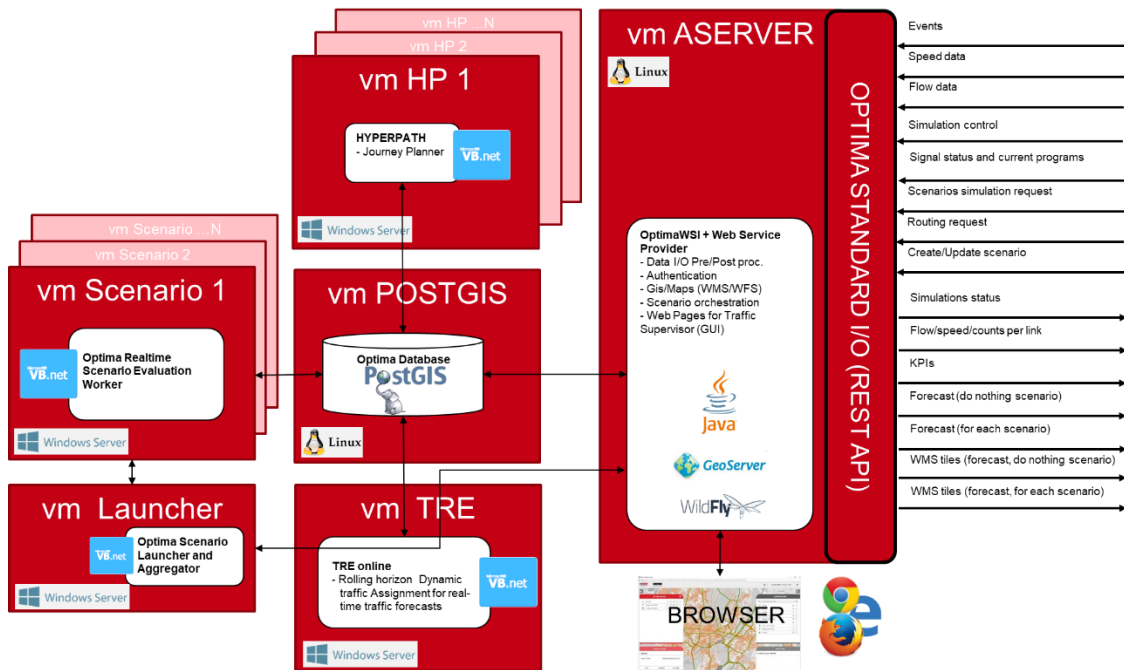 vm HP ...N
vm HP 2
vm HP 1
HYPERPATH
- Journey Planner
Microsoft
VB.net
Windows Server
vm Scenario ...N
vm Scenario 2
vm Scenario 1
Microsoft
VB.net
Optima Realtime
Scenario Evaluation
Worker
Windows Server
vm POSTGIS
Optima Database
PostGIS
Linux
vm Launcher
Microsoft
VB.net
Optima Scenario
Launcher and
Aggregator
Windows Server
vm TRE
TRE online
- Rolling horizon Dynamic
traffic Assignment for real-
time traffic forecasts
Microsoft
VB.net
Windows Server
vm ASERVER
Linux
OptimaWSI + Web Service
Provider
- Data I/O Pre/Post proc.
- Authentication
- Gis/Maps (WMS/WFS)
- Scenario orchestration
- Web Pages for Traffic
Supervisor (GUI)
Java
GeoServer
WildFly
BROWSER
OPTIMA STANDARD I/O (REST API)
Events
Speed data
Flow data
Simulation control
Signal status and current programs
Scenarios simulation request
Routing request
Create/Update scenario
Simulations status
Flow/speed/counts per link
KPIs
Forecast (do nothing scenario)
Forecast (for each scenario)
WMS tiles (forecast, do nothing scenario)
WMS tiles (forecast, for each scenario)